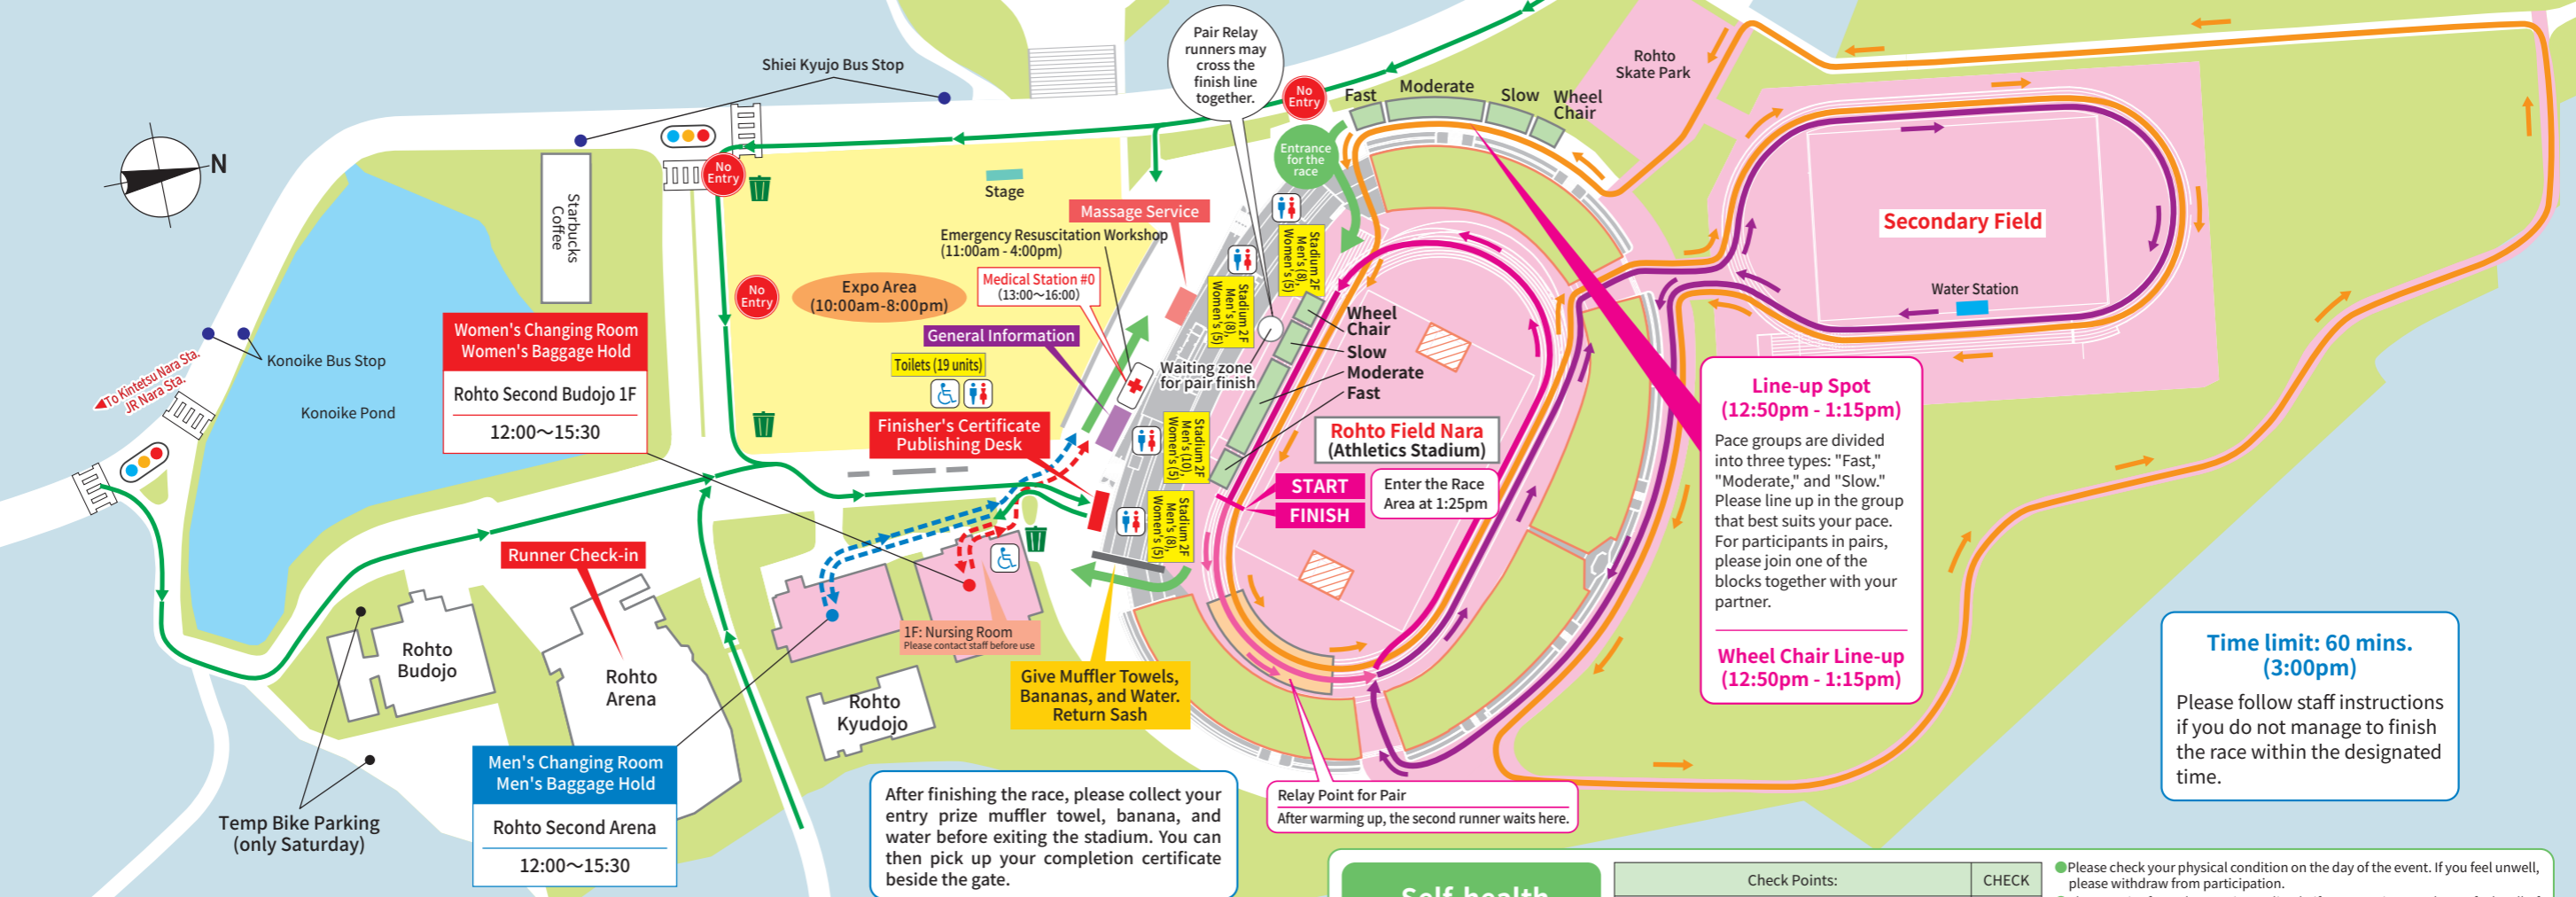 Shiei Kyujo Bus Stop
N
Starbucks
Coffee
Konoike Bus Stop
Konoike Pond
To Kintetsu Nara Sta.
JR Nara Sta.
No
Entry
No
Entry
No
Entry
Stage
Expo Area
(10:00am-8:00pm)
Massage Service
Emergency Resuscitation Workshop
(11:00am - 4:00pm)
Medical Station #0
(13:00～16:00)
General Information
Toilets (19 units)
Finisher's Certificate
Publishing Desk
Women's Changing Room
Women's Baggage Hold
Rohto Second Budojo 1F
12:00～15:30
Runner Check-in
Rohto
Budojo
Rohto
Arena
Rohto
Kyudojo
Temp Bike Parking
(only Saturday)
Men's Changing Room
Men's Baggage Hold
Rohto Second Arena
12:00～15:30
1F: Nursing Room
Please contact staff before use
Give Muffler Towels,
Bananas, and Water.
Return Sash
After finishing the race, please collect your
entry prize muffler towel, banana, and
water before exiting the stadium. You can
then pick up your completion certificate
beside the gate.
Pair Relay
runners may
cross the
finish line
together.
Entrance
for the
race
Fast
Moderate
Slow
Wheel
Chair
Rohto
Skate Park
Stadium 2F
Men's (8),
Women's (5)
Stadium 2F
Men's (8),
Women's (5)
Stadium 2F
Men's (10),
Women's (5)
Stadium 2F
Men's (8),
Women's (5)
Waiting zone
for pair finish
Wheel
Chair
Slow
Moderate
Fast
Rohto Field Nara
(Athletics Stadium)
START
FINISH
Enter the Race
Area at 1:25pm
Relay Point for Pair
After warming up, the second runner waits here.
Secondary Field
Water Station
Line-up Spot
(12:50pm - 1:15pm)
Pace groups are divided
into three types: "Fast,"
"Moderate," and "Slow."
Please line up in the group
that best suits your pace.
For participants in pairs,
please join one of the
blocks together with your
partner.
Wheel Chair Line-up
(12:50pm - 1:15pm)
Time limit: 60 mins.
(3:00pm)
Please follow staff instructions
if you do not manage to finish
the race within the designated
time.
Self-health
Check Points:
CHECK
●Please check your physical condition on the day of the event. If you feel unwell,
please withdraw from participation.